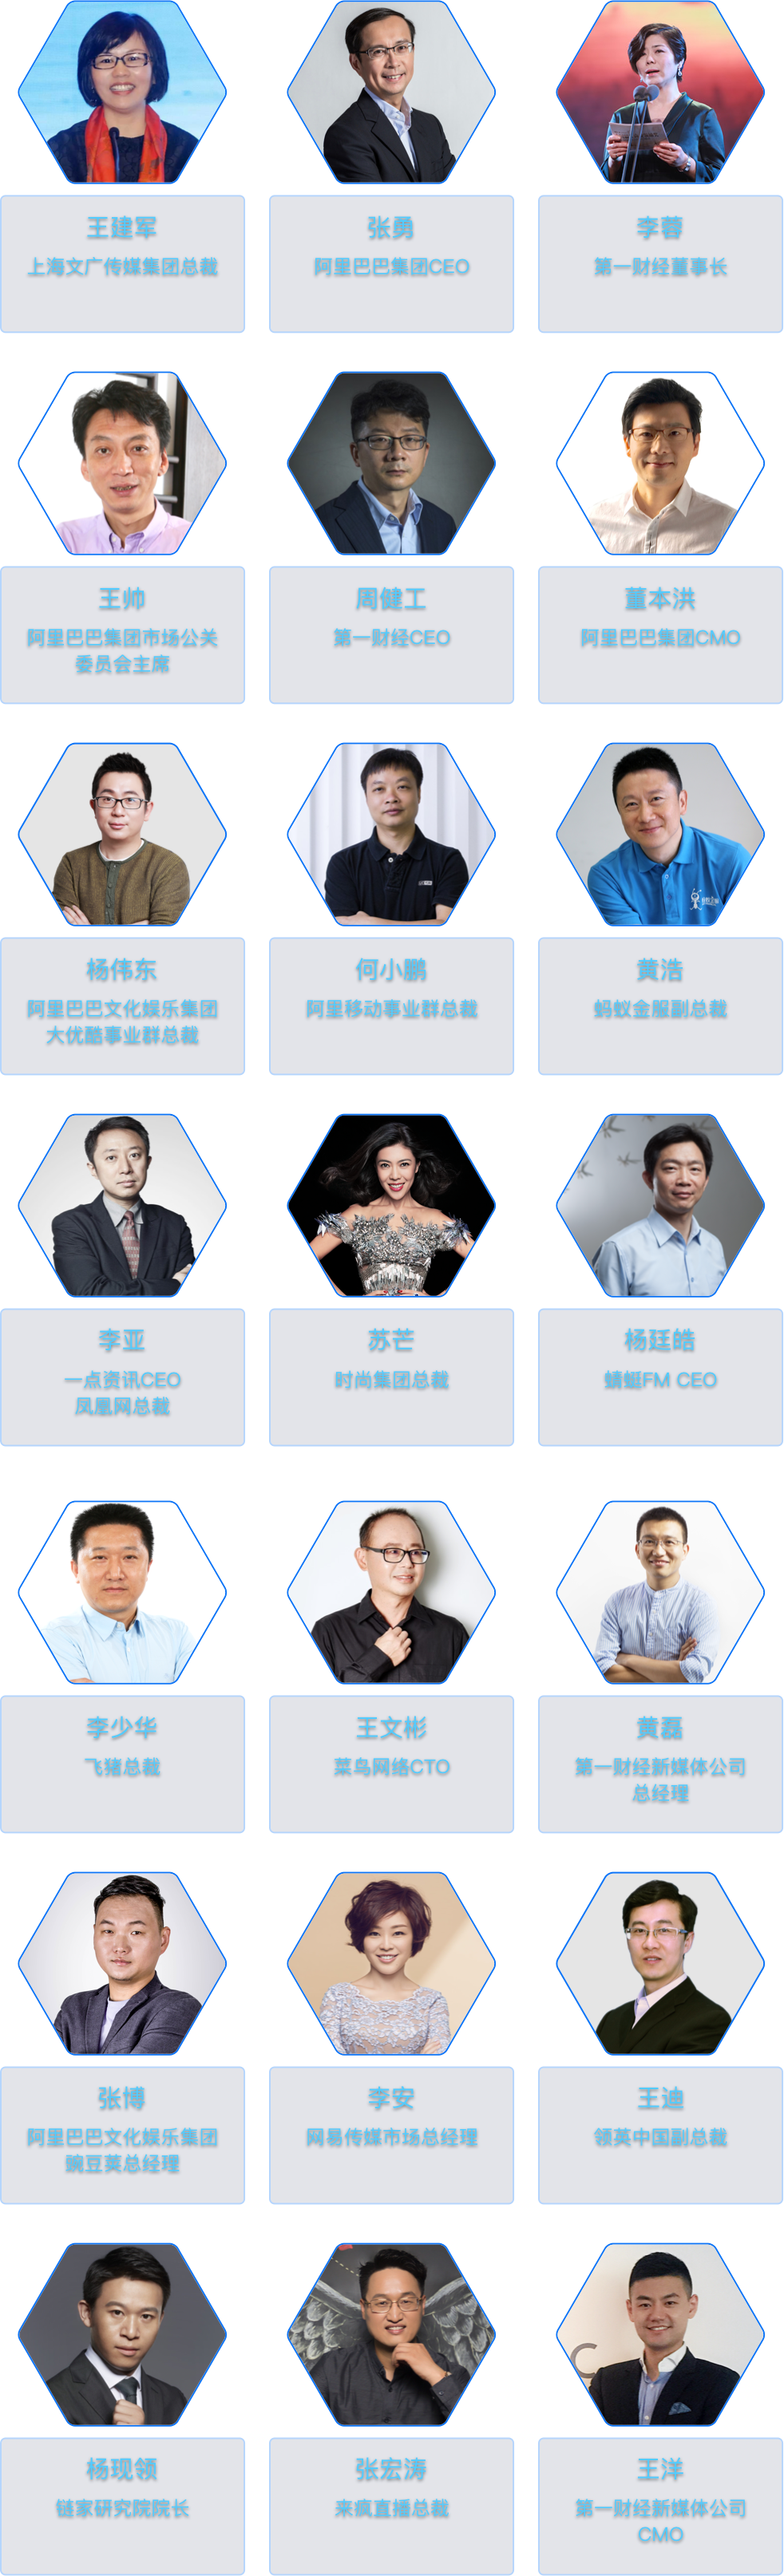 王建军
上海文广传媒集团总裁
张勇
阿里巴巴集团CEO
李蓉
第一财经董事长
王帅
阿里巴巴集团市场公关
委员会主席
周健工
第一财经CEO
董本洪
阿里巴巴集团CMO
杨伟东
阿里巴巴文化娱乐集团
大优酷事业群总裁
何小鹏
阿里移动事业群总裁
黄浩
蚂蚁金服副总裁
李亚
一点资讯CEO
凤凰网总裁
苏芒
时尚集团总裁
杨廷皓
蜻蜓FM CEO
李少华
飞猪总裁
王文彬
菜鸟网络CTO
黄磊
第一财经新媒体公司
总经理
张博
阿里巴巴文化娱乐集团
豌豆荚总经理
李安
网易传媒市场总经理
王迪
领英中国副总裁
杨现领
链家研究院院长
张宏涛
来疯直播总裁
王洋
第一财经新媒体公司
CMO